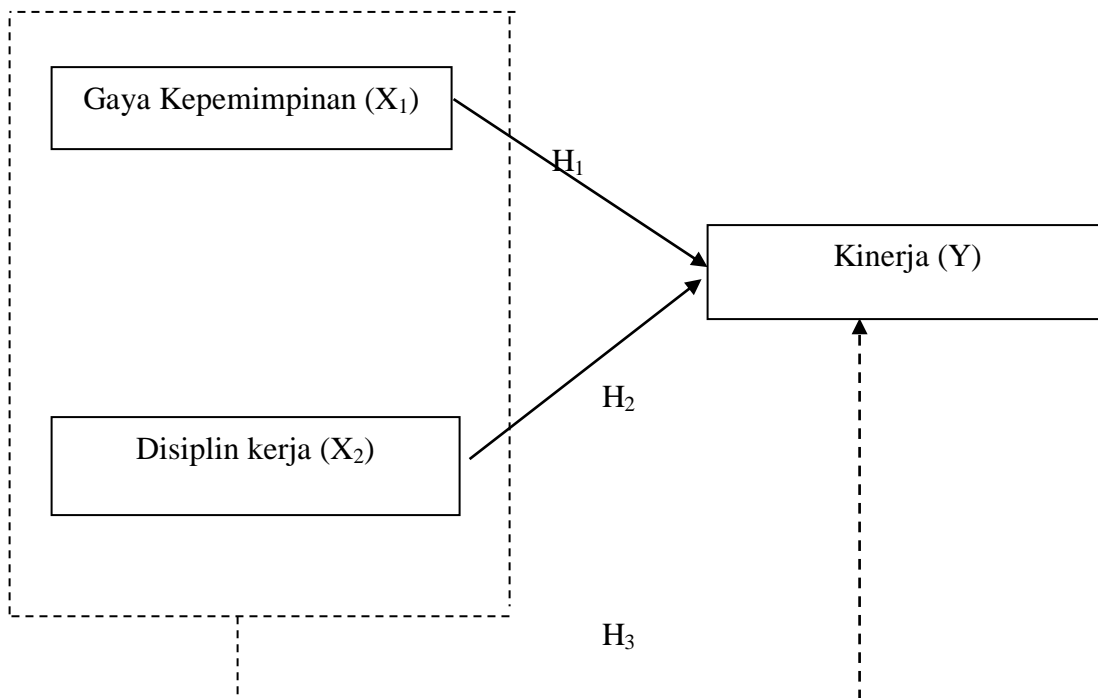 Gaya Kepemimpinan (X₁)
H₁
Kinerja (Y)
H₂
Disiplin kerja (X₂)
H₃